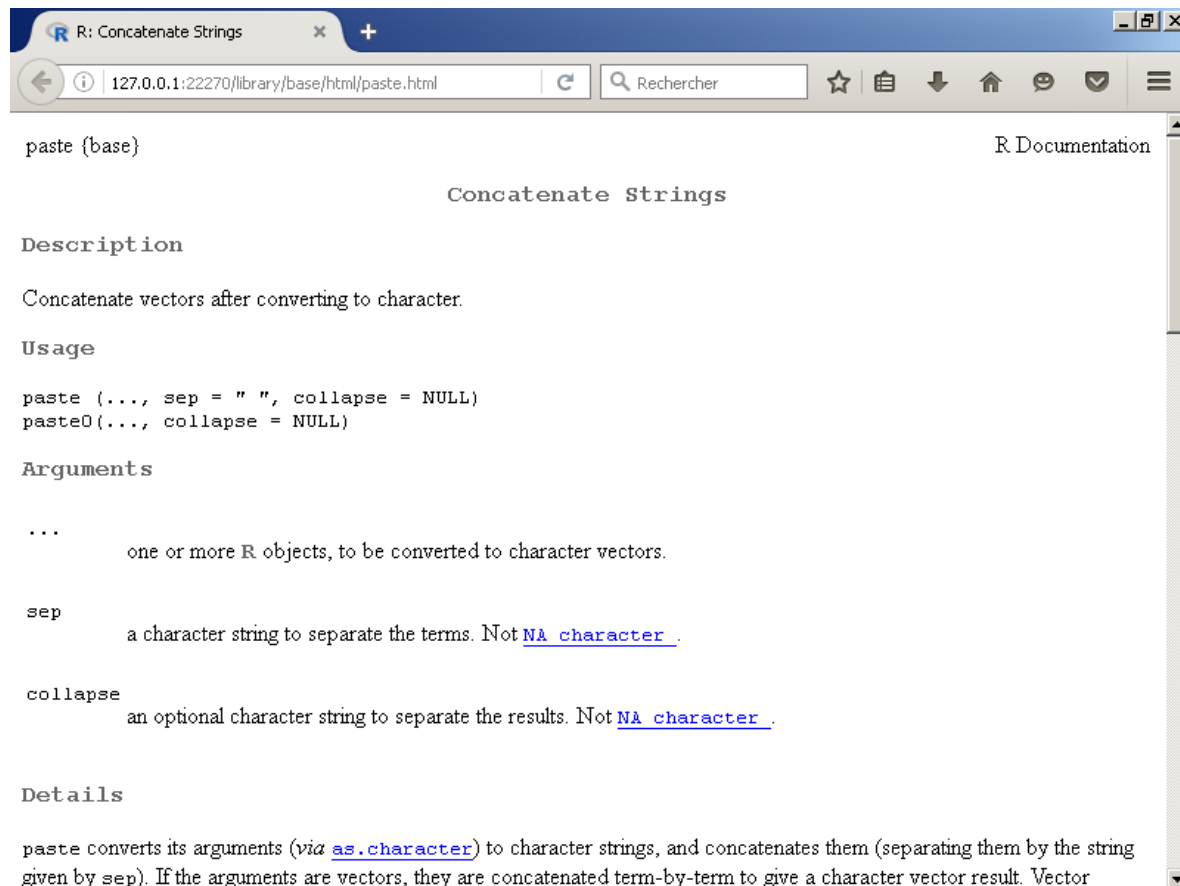 R: Concatenate Strings
127.0.0.1:22270/library/base/html/paste.html
Rechercher
paste {base}
R Documentation
Concatenate Strings
Description
Concatenate vectors after converting to character.
Usage
paste (..., sep = " ", collapse = NULL)
paste0(..., collapse = NULL)
Arguments
...
one or more R objects, to be converted to character vectors.
sep
a character string to separate the terms. Not NA_character_.
collapse
an optional character string to separate the results. Not NA_character_.
Details
paste converts its arguments (via as.character) to character strings, and concatenates them (separating them by the string
given by sep). If the arguments are vectors, they are concatenated term-by-term to give a character vector result. Vector